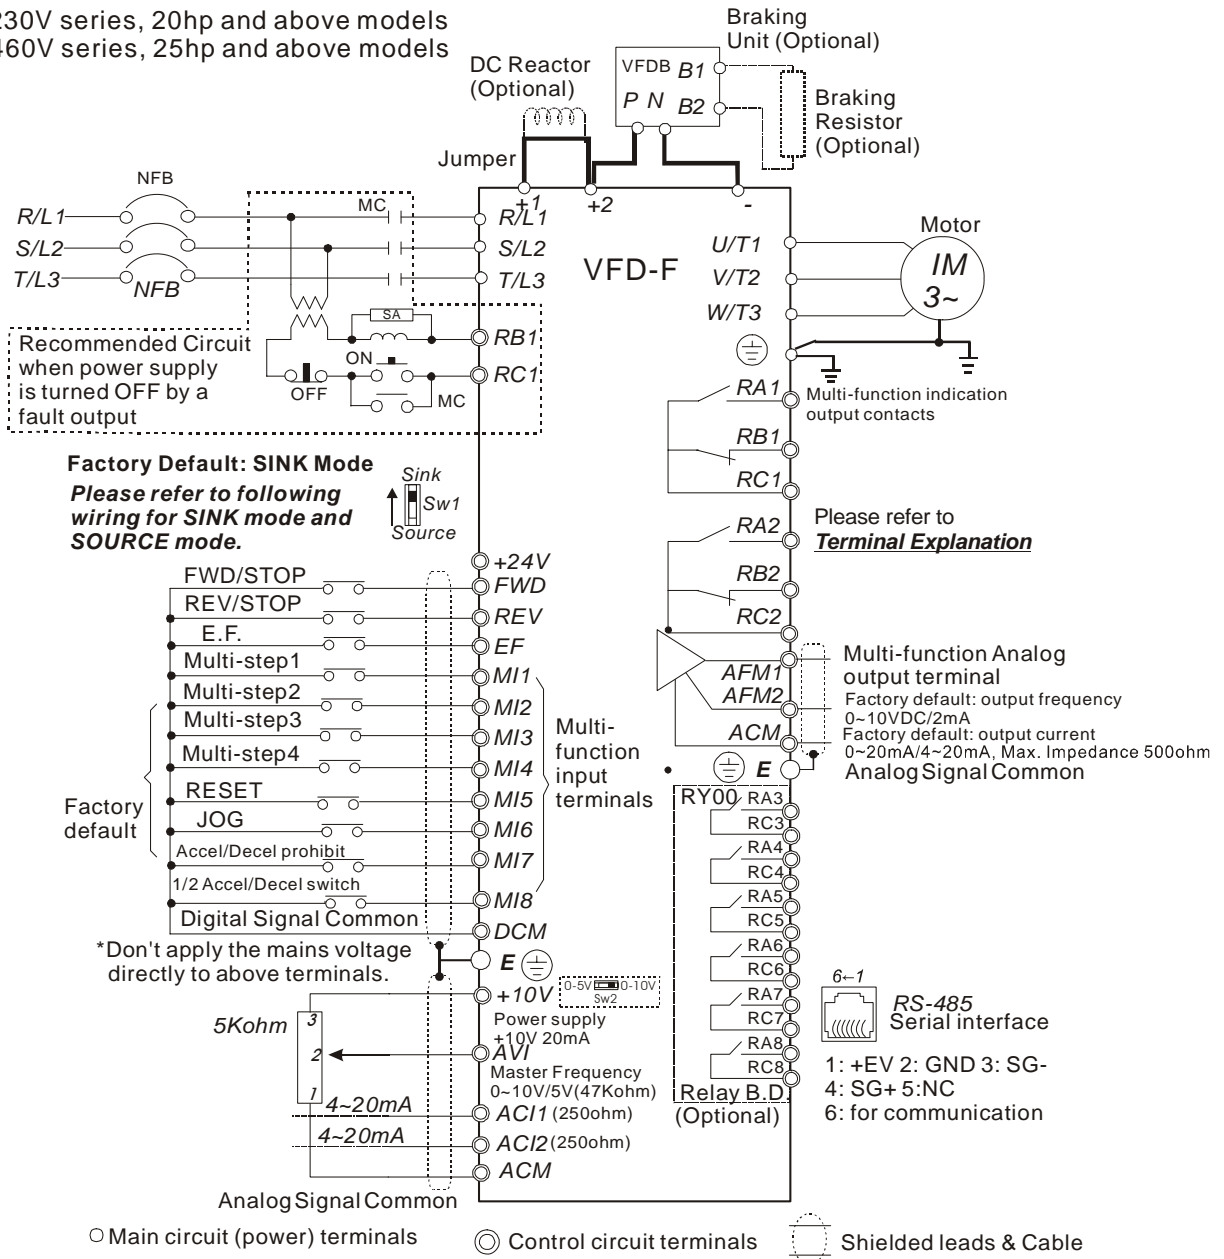 230V series, 20hp and above models
460V series, 25hp and above models
Braking
Unit (Optional)
DC Reactor
(Optional)
VFDB B1
P N B2
Braking
Resistor
(Optional)
Jumper
+1 +2 -
NFB
MC
R/L1 R/L1
S/L2 S/L2
T/L3 NFB T/L3
VFD-F
U/T1
V/T2
W/T3
Motor
IM
3~
Recommended Circuit
when power supply
is turned OFF by a
fault output
SA
ON
OFF
MC
RB1
RC1
RA1
RB1
RC1
Multi-function indication
output contacts
Factory Default: SINK Mode
Please refer to following
wiring for SINK mode and
SOURCE mode.
Sink
Sw1
Source
RA2
RB2
RC2
Please refer to
Terminal Explanation
+24V
FWD/STOP FWD
REV/STOP REV
E.F. EF
Multi-step1 MI1
Multi-step2 MI2
Multi-step3 MI3
Multi-step4 MI4
RESET MI5
JOG MI6
Accel/Decel prohibit MI7
1/2 Accel/Decel switch MI8
Digital Signal Common DCM
Factory
default
Multi-
function
input
terminals
*Don't apply the mains voltage
directly to above terminals.
E
AFM1
AFM2
ACM
E
Multi-function Analog
output terminal
Factory default: output frequency
0~10VDC/2mA
Factory default: output current
0~20mA/4~20mA, Max. Impedance 500ohm
Analog Signal Common
RY00 RA3
RC3
RA4
RC4
RA5
RC5
RA6
RC6
RA7
RC7
RA8
RC8
Relay B.D.
(Optional)
6←1
RS-485
Serial interface
1: +EV 2: GND 3: SG-
4: SG+ 5:NC
6: for communication
+10V
0-5V 0-10V
Sw2
Power supply
+10V 20mA
5Kohm
3
2
1
AVI
Master Frequency
0~10V/5V(47Kohm)
4~20mA ACI1 (250ohm)
4~20mA ACI2 (250ohm)
ACM
Analog Signal Common
Main circuit (power) terminals
Control circuit terminals
Shielded leads & Cable